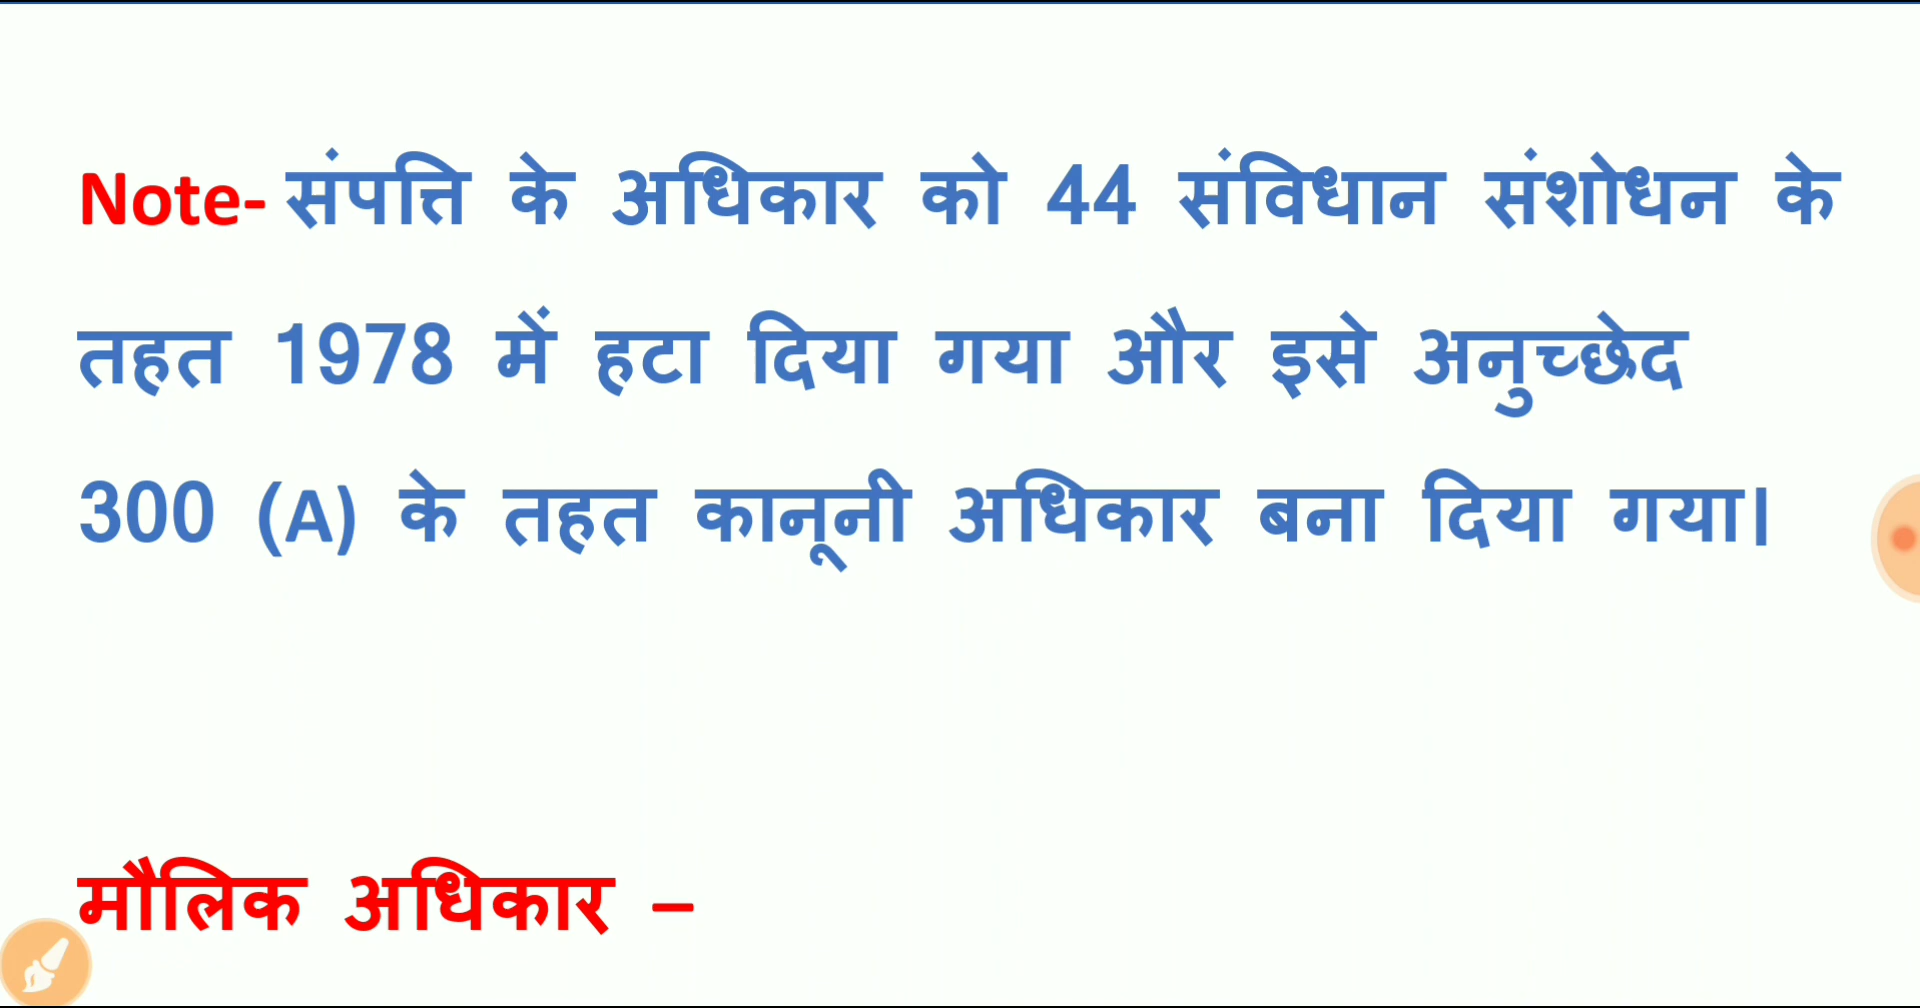 Note- संपत्ति के अधिकार को 44 संविधान संशोधन के
तहत 1978 में हटा दिया गया और इसे अनुच्छेद
300 (A) के तहत कानूनी अधिकार बना दिया गया।
मौलिक अधिकार –